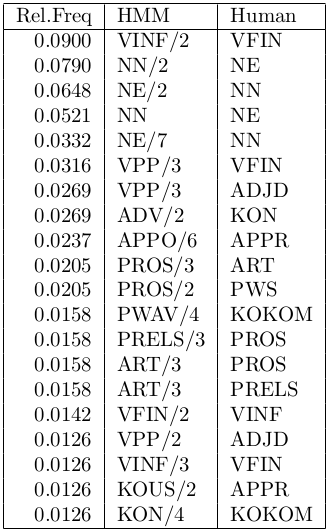 Rel.Freq HMM Human
0.0900 VINF/2 VFIN
0.0790 NN/2 NE
0.0648 NE/2 NN
0.0521 NN NE
0.0332 NE/7 NN
0.0316 VPP/3 VFIN
0.0269 VPP/3 ADJD
0.0269 ADV/2 KON
0.0237 APPO/6 APPR
0.0205 PROS/3 ART
0.0205 PROS/2 PWS
0.0158 PWAV/4 KOKOM
0.0158 PRELS/3 PROS
0.0158 ART/3 PROS
0.0158 ART/3 PRELS
0.0142 VFIN/2 VINF
0.0126 VPP/2 ADJD
0.0126 VINF/3 VFIN
0.0126 KOUS/2 APPR
0.0126 KON/4 KOKOM